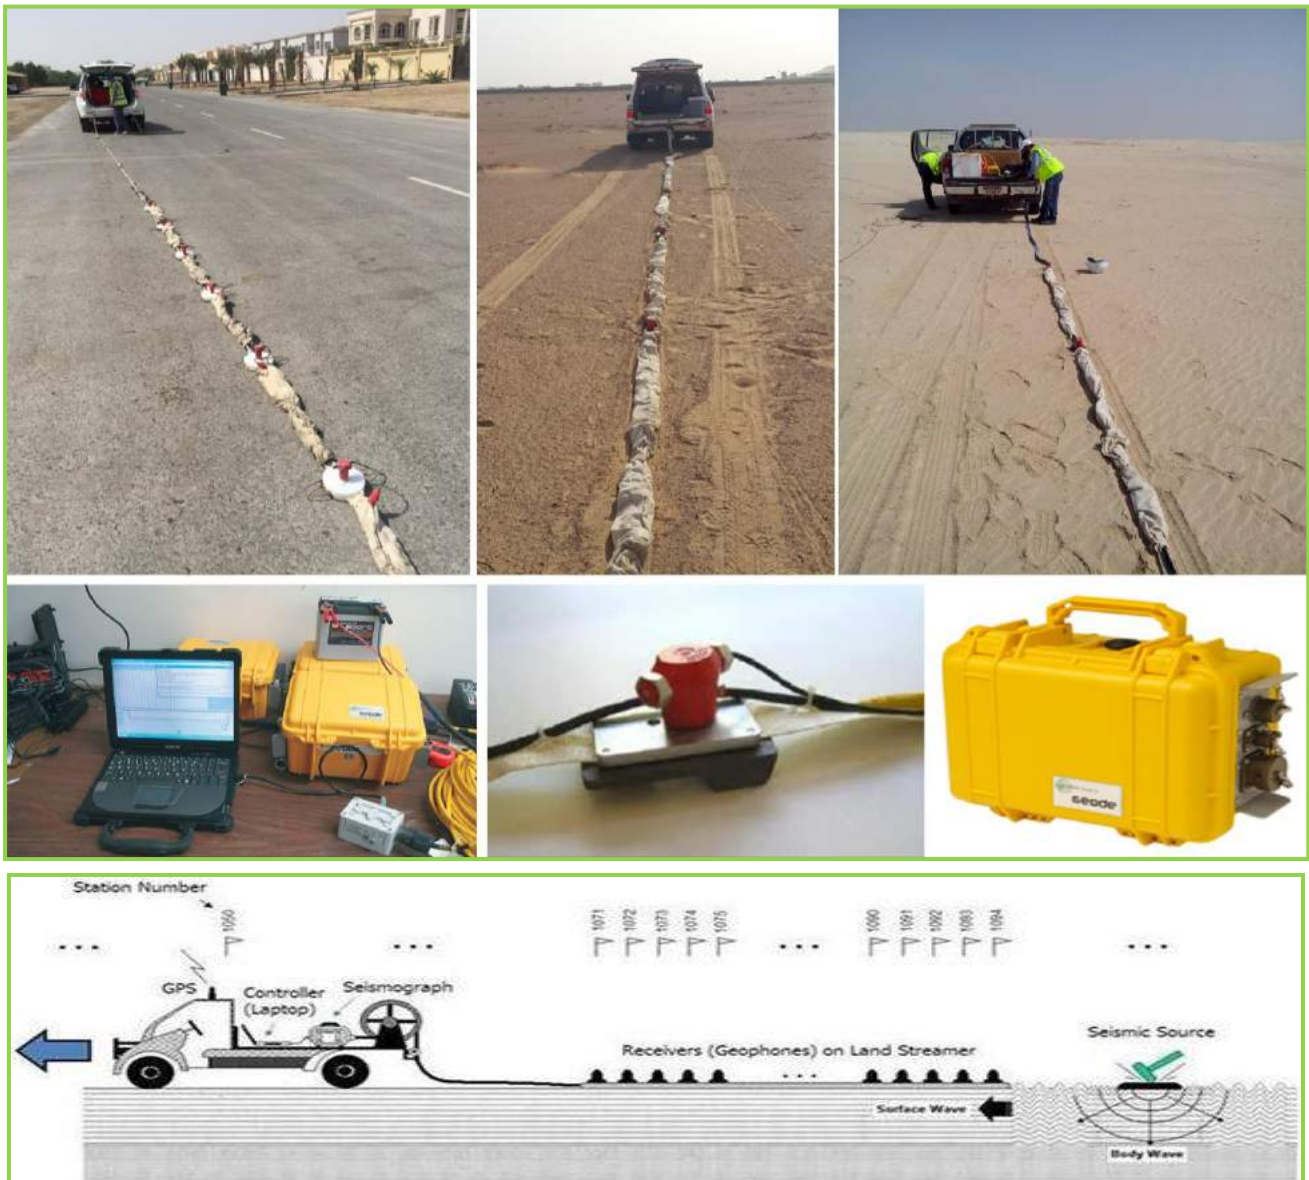 GEODE
GEODE
Station Number
1050
1071
1072
1073
1074
1075
1090
1091
1092
1093
1094
GPS
Controller
(Laptop)
Seismograph
Receivers (Geophones) on Land Streamer
Seismic Source
Surface Wave
Body Wave